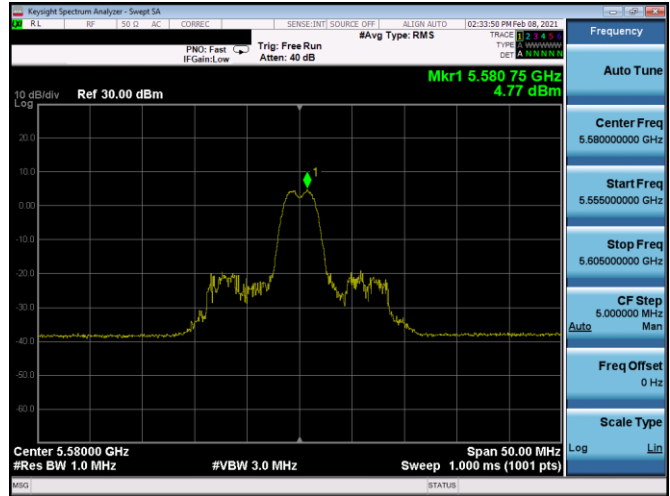 Keysight Spectrum Analyzer - Swept SA
RL RF 50 Ω AC CORREC SENSE:INT SOURCE OFF ALIGN AUTO 02:33:50 PM Feb 08, 2021
#Avg Type: RMS
TRACE 1 2 3 4 5 6
TYPE A WWWWW
DET A N N N N N
PNO: Fast
IFGain:Low
Trig: Free Run
Atten: 40 dB
Mkr1 5.580 75 GHz
4.77 dBm
10 dB/div Ref 30.00 dBm
Log
20.0
10.0
1
0.00
-10.0
-20.0
-30.0
-40.0
-50.0
-60.0
Center 5.58000 GHz Span 50.00 MHz
#Res BW 1.0 MHz #VBW 3.0 MHz Sweep 1.000 ms (1001 pts)
MSG STATUS
Frequency
Auto Tune
Center Freq
5.580000000 GHz
Start Freq
5.555000000 GHz
Stop Freq
5.605000000 GHz
CF Step
5.000000 MHz
Auto Man
Freq Offset
0 Hz
Scale Type
Log Lin